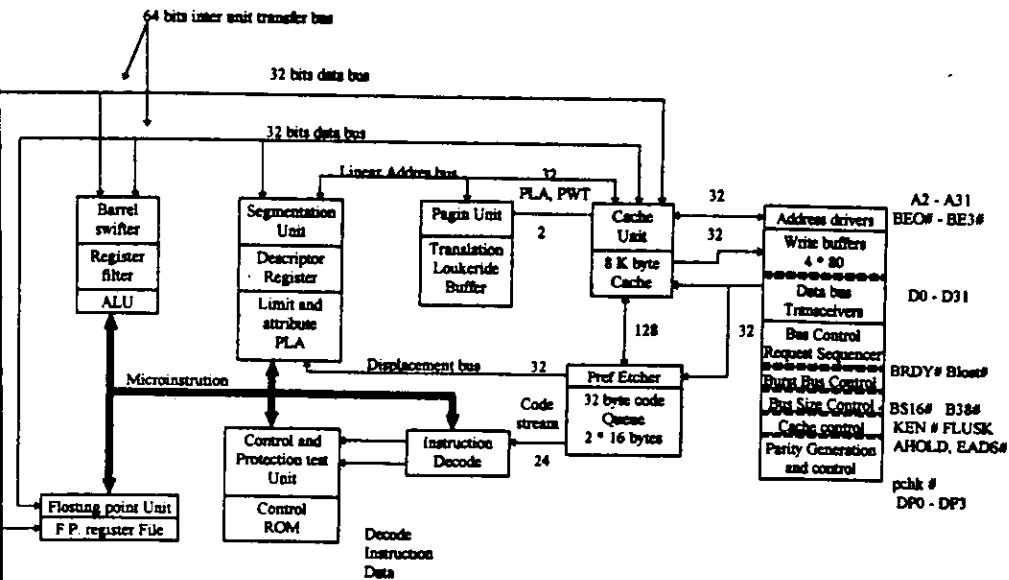 64 bits inter unit transfer bus
32 bits data bus
32 bits data bus
Linear Addres bus
32
PLA, PWT
2
Barrel
swifter
Register
filter
ALU
Segmentation
Unit
Descriptor
Register
Limit and
attribute
PLA
Pagin Unit
Translation
Loukeride
Buffer
Cache
Unit
8 K byte
Cache
32
32
128
32
Address drivers
Write buffers
4 * 80
Data bus
Transceivers
Bus Control
Request Sequencer
Burst Bus Control
Bus Size Control
Cache control
Parity Generation
and control
A2 - A31
BEO# - BE3#
D0 - D31
BRDY# Blost#
BS16# B38#
KEN # FLUSK
AHOLD, EAD6#
pchk #
DP0 - DP3
Displacement bus
32
Microinstrution
Pref Etcher
32 byte code
Queue
2 * 16 bytes
Code
stream
24
Instruction
Decode
Control and
Protection test
Unit
Control
ROM
Flosting point Unit
F P. register File
Decode
Instruction
Data